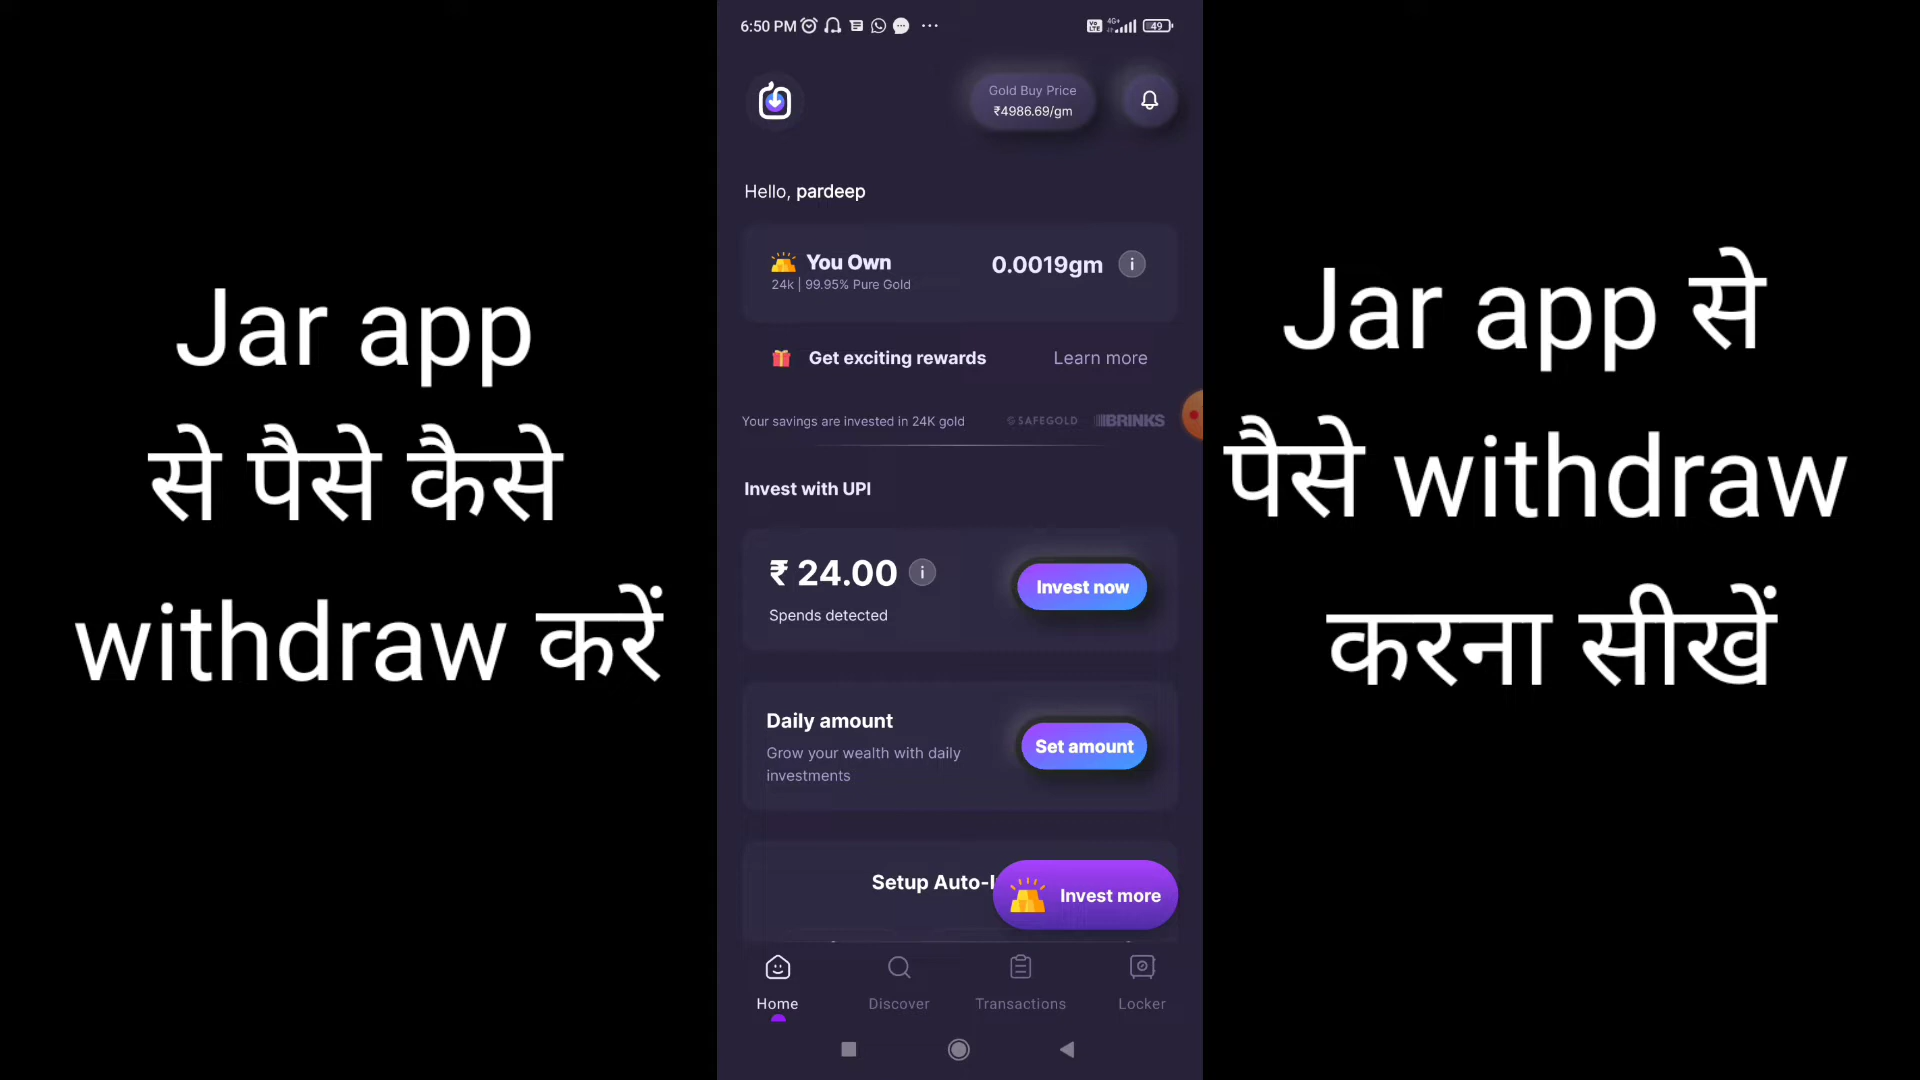 Jar app
से पैसे कैसे
withdraw करें
6:50 PM
4G+
49
Gold Buy Price
₹4986.69/gm
Hello, pardeep
You Own
0.0019gm
24k | 99.95% Pure Gold
Get exciting rewards
Learn more
Your savings are invested in 24K gold
SAFEGOLD
BRINKS
Invest with UPI
₹ 24.00
Spends detected
Invest now
Daily amount
Grow your wealth with daily
investments
Set amount
Setup Auto-I
Invest more
Home
Discover
Transactions
Locker
Jar app से
पैसे withdraw
करना सीखें